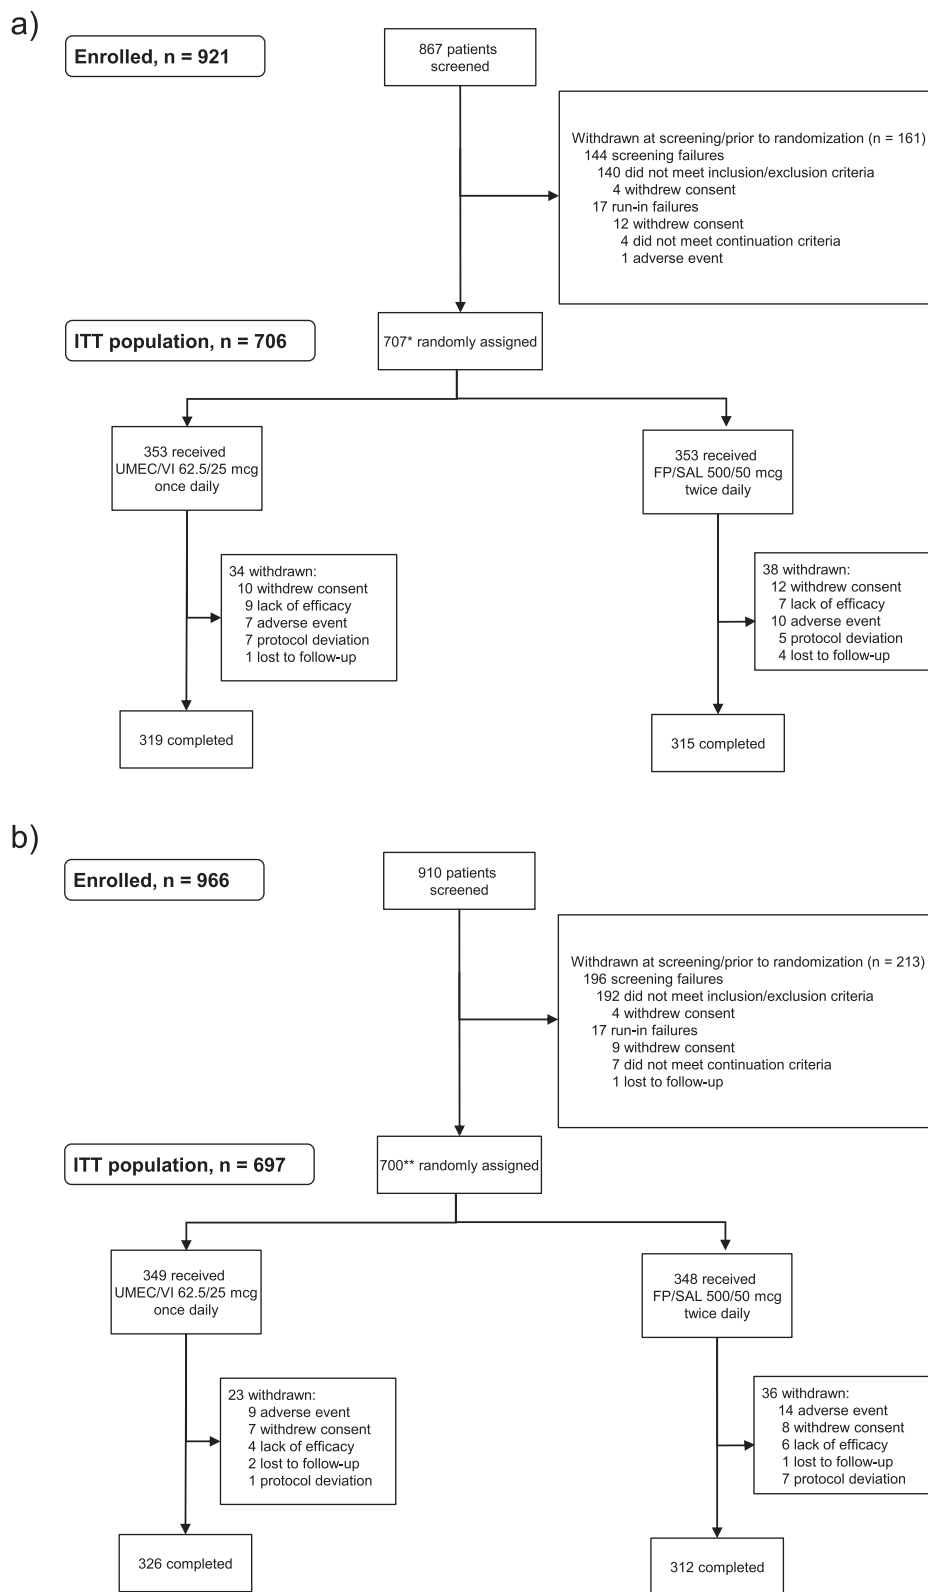 a)
Enrolled, n = 921
867 patients
screened
Withdrawn at screening/prior to randomization (n = 161)
144 screening failures
140 did not meet inclusion/exclusion criteria
4 withdrew consent
17 run-in failures
12 withdrew consent
4 did not meet continuation criteria
1 adverse event
ITT population, n = 706
707* randomly assigned
353 received
UMEC/VI 62.5/25 mcg
once daily
353 received
FP/SAL 500/50 mcg
twice daily
34 withdrawn:
10 withdrew consent
9 lack of efficacy
7 adverse event
7 protocol deviation
1 lost to follow-up
38 withdrawn:
12 withdrew consent
7 lack of efficacy
10 adverse event
5 protocol deviation
4 lost to follow-up
319 completed
315 completed
b)
Enrolled, n = 966
910 patients
screened
Withdrawn at screening/prior to randomization (n = 213)
196 screening failures
192 did not meet inclusion/exclusion criteria
4 withdrew consent
17 run-in failures
9 withdrew consent
7 did not meet continuation criteria
1 lost to follow-up
ITT population, n = 697
700** randomly assigned
349 received
UMEC/VI 62.5/25 mcg
once daily
348 received
FP/SAL 500/50 mcg
twice daily
23 withdrawn:
9 adverse event
7 withdrew consent
4 lack of efficacy
2 lost to follow-up
1 protocol deviation
36 withdrawn:
14 adverse event
8 withdrew consent
6 lack of efficacy
1 lost to follow-up
7 protocol deviation
326 completed
312 completed